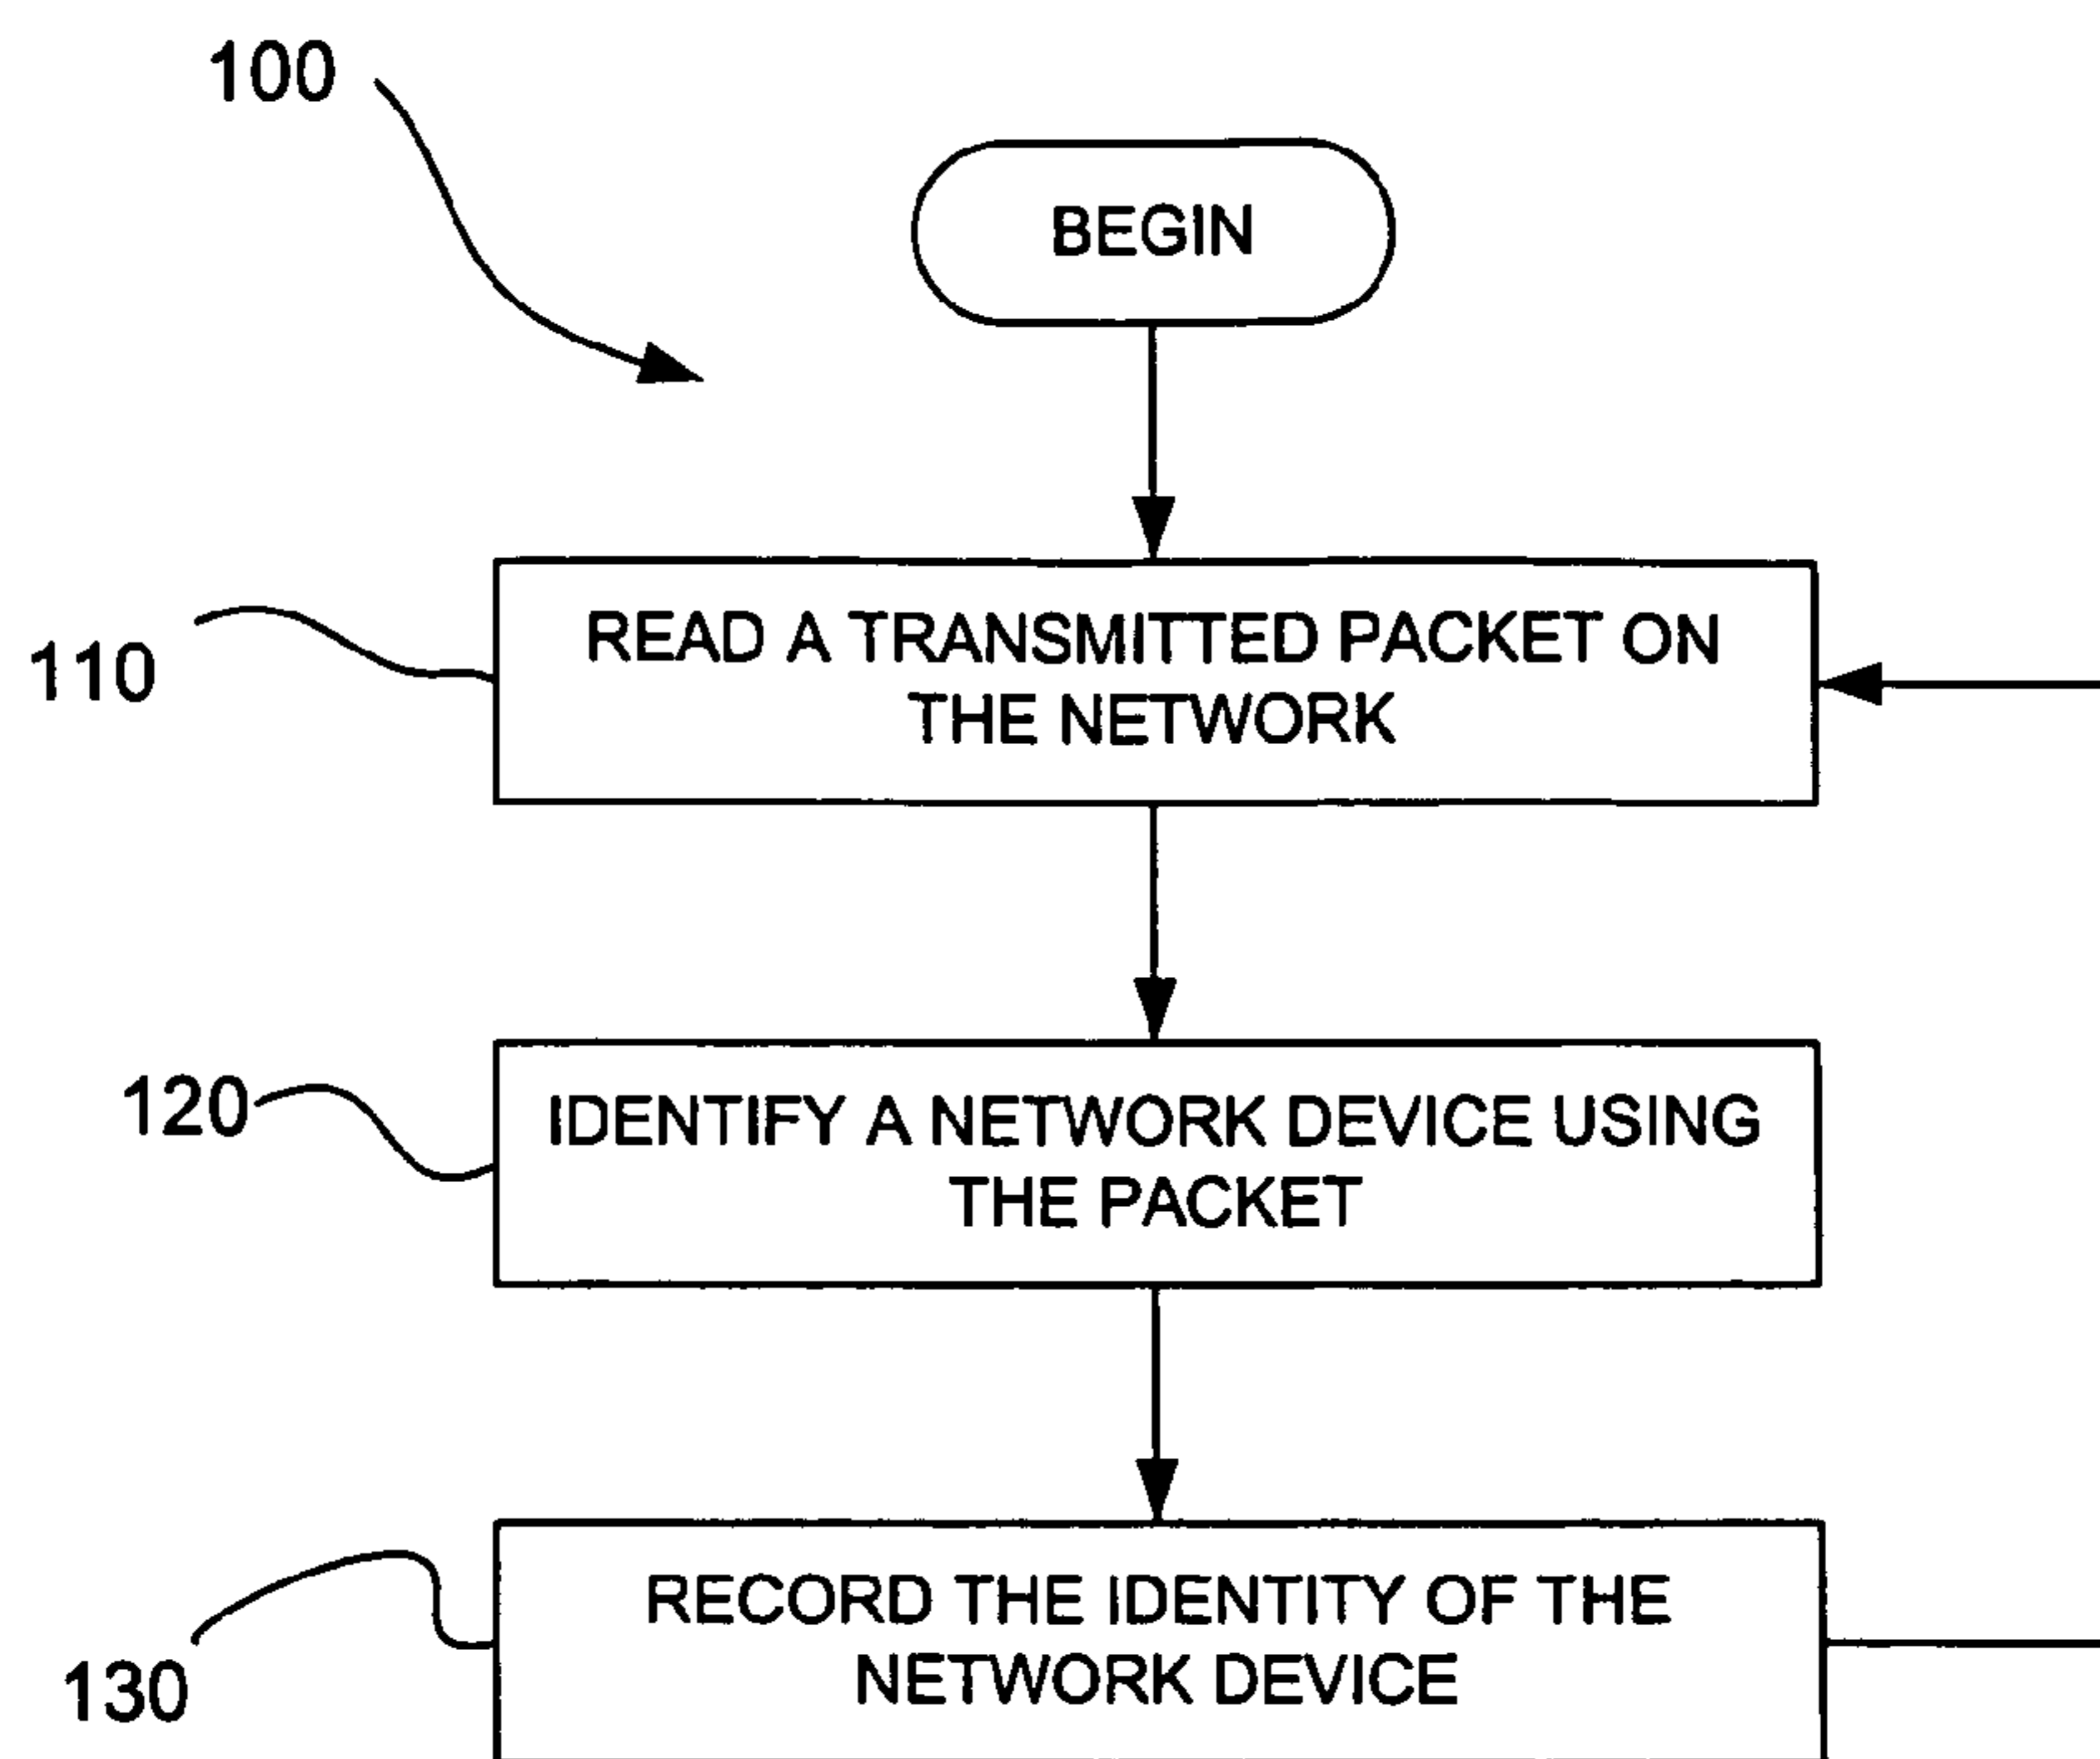 100
BEGIN
110
READ A TRANSMITTED PACKET ON
THE NETWORK
120
IDENTIFY A NETWORK DEVICE USING
THE PACKET
130
RECORD THE IDENTITY OF THE
NETWORK DEVICE